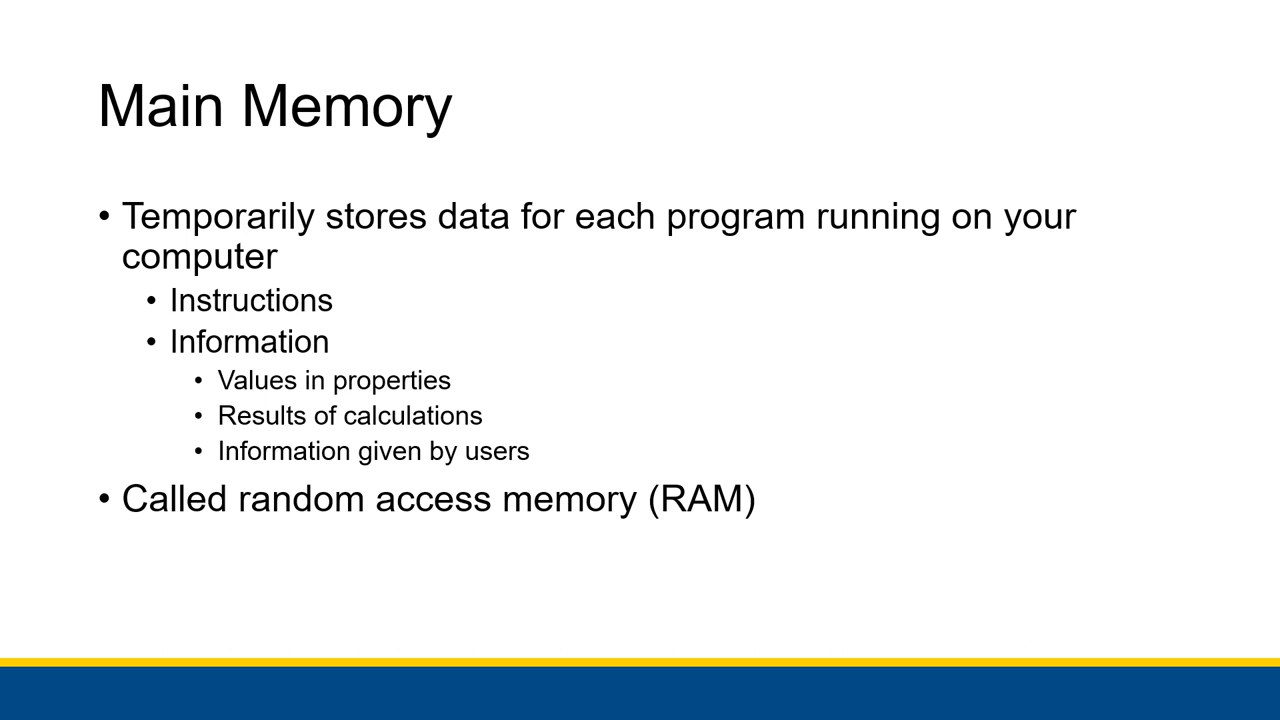 Main Memory
• Temporarily stores data for each program running on your
computer
• Instructions
• Information
• Values in properties
• Results of calculations
• Information given by users
• Called random access memory (RAM)